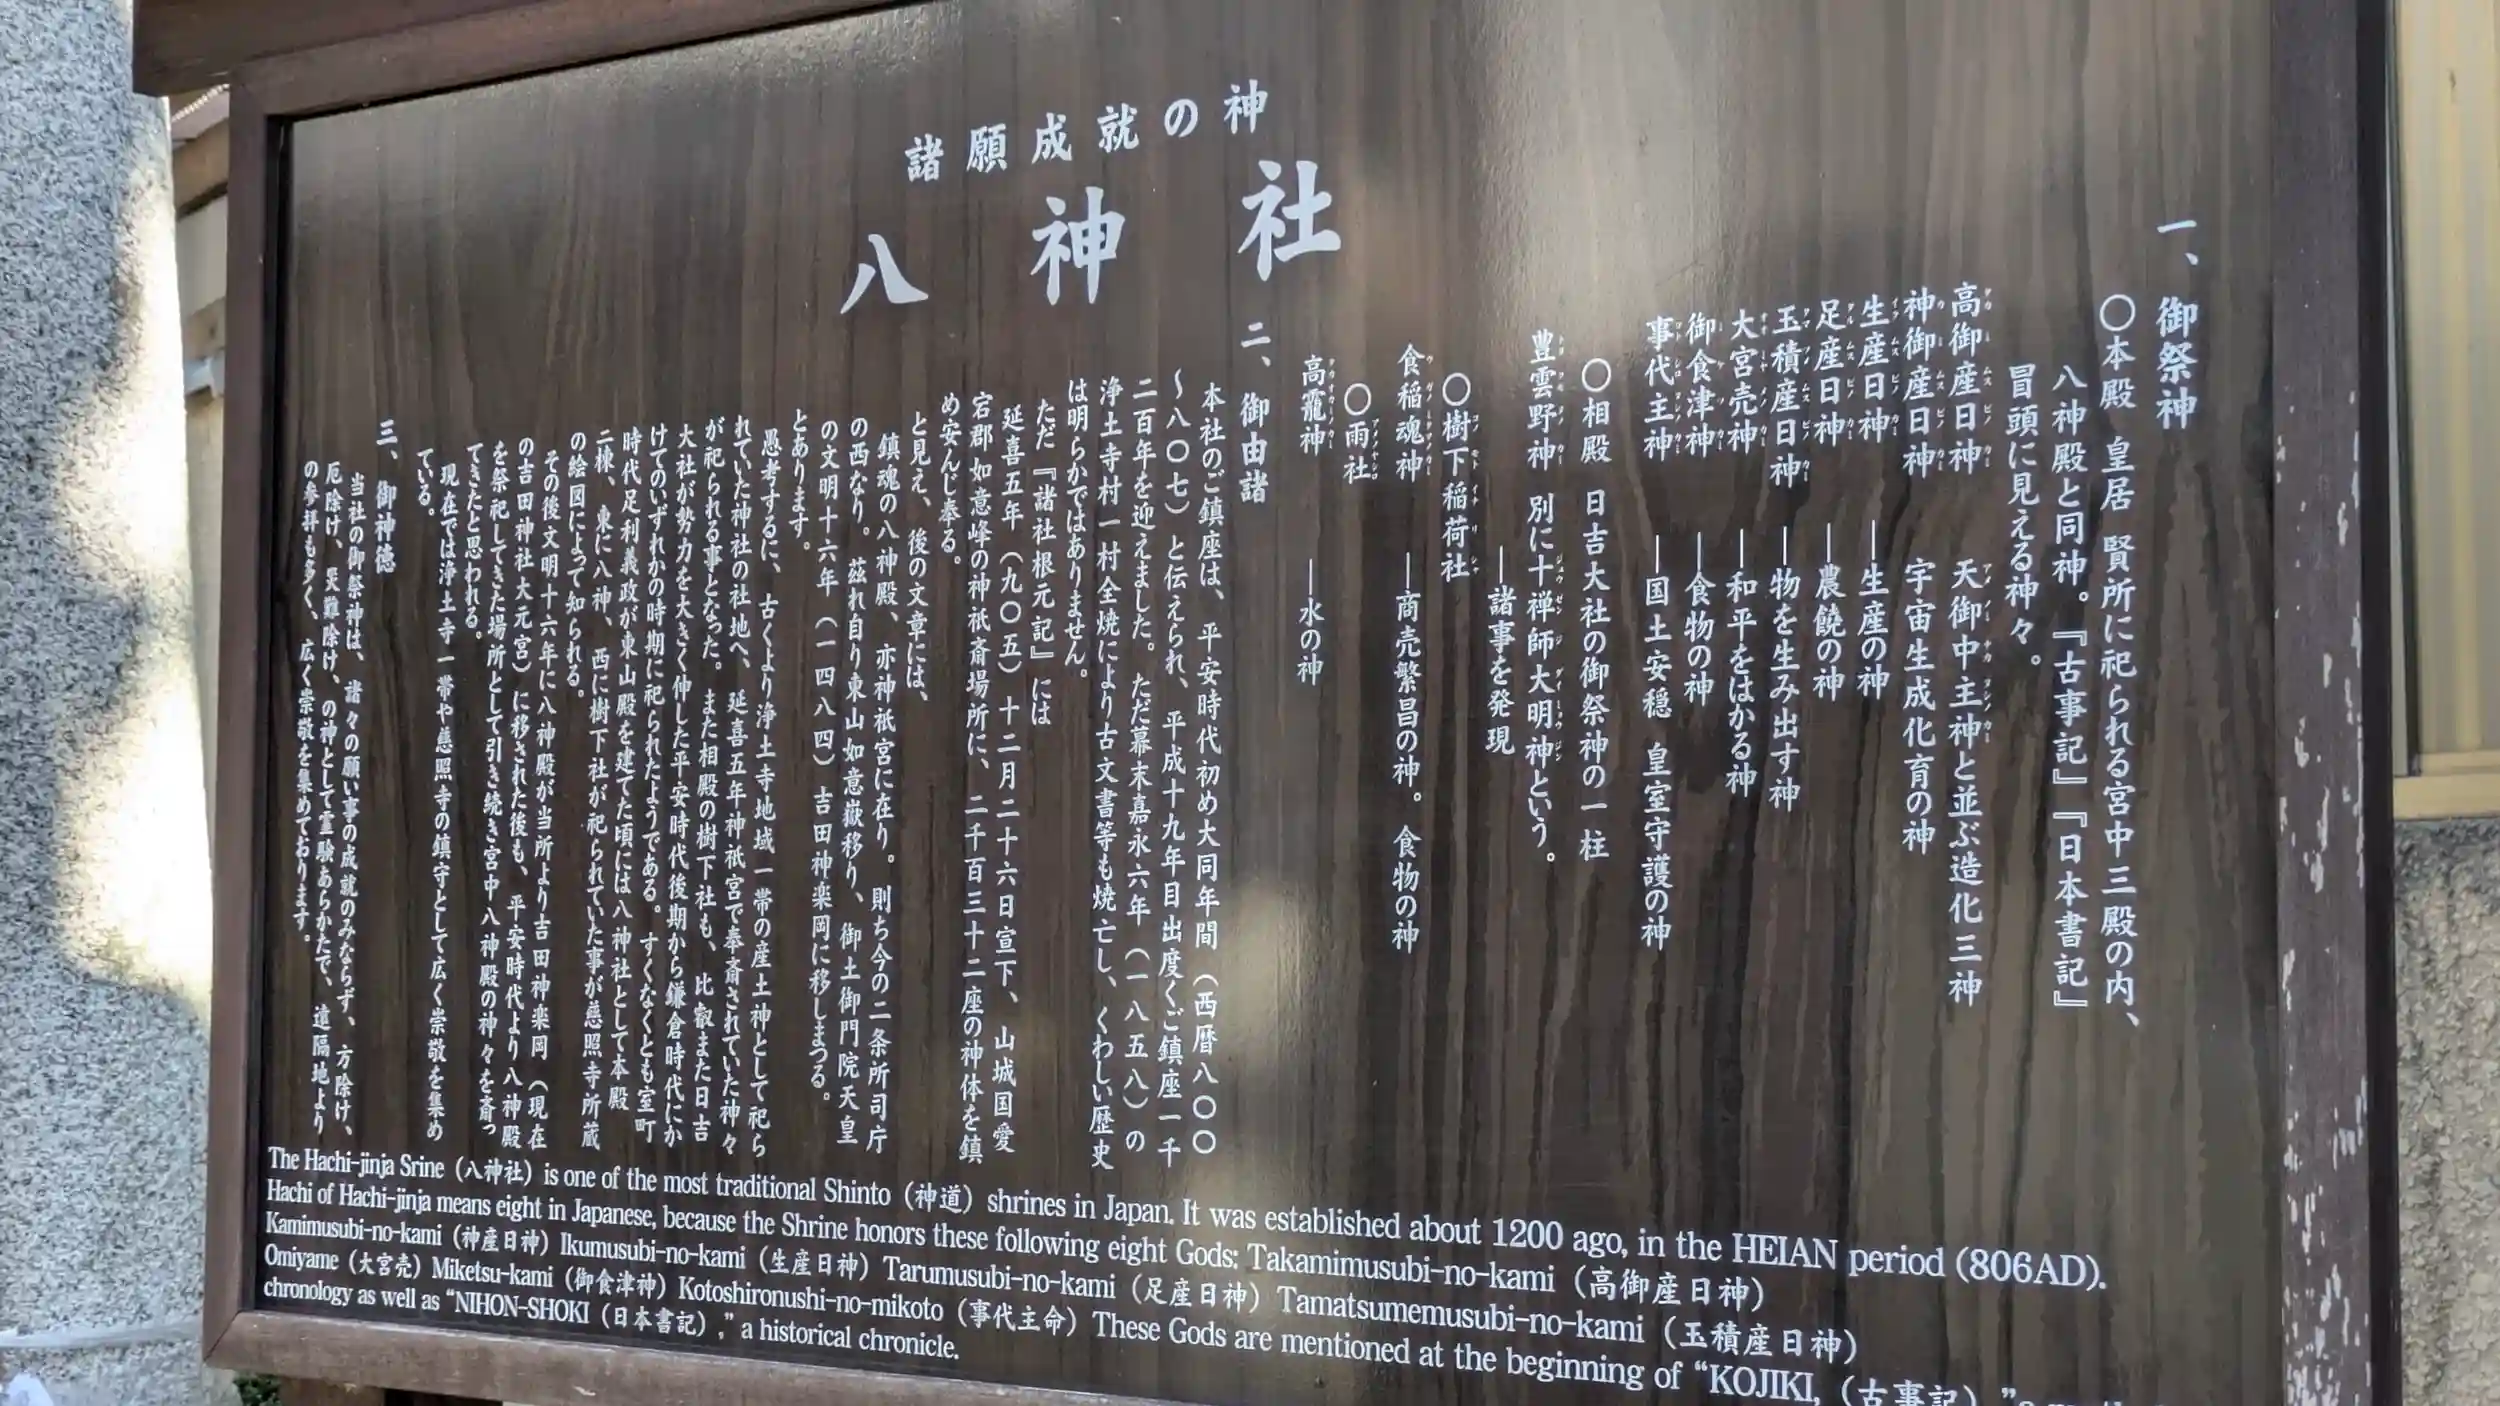 諸願成就の神
八神社
一、御祭神
〇本殿 皇居 賢所に祀られる宮中三殿の内、
八神殿と同神。『古事記』『日本書記』
冒頭に見える神々。
高御産日神 天御中主神と並ぶ造化三神
神御産日神 宇宙生成化育の神
生産日神 ―生産の神
足産日神 ―農饒の神
玉積産日神 ―物を生み出す神
大宮売神 ―和平をはかる神
御食津神 ―食物の神
事代主神 ―国土安穏 皇室守護の神
〇相殿 日吉大社の御祭神の一柱
豊雲野神 別に十禅師大明神という。
―諸事を発現
〇樹下稲荷社
食稲魂神 ―商売繁昌の神。食物の神
〇雨社
高龗神 ―水の神
二、御由諸
本社のご鎮座は、平安時代初め大同年間（西暦八〇〇
～八〇七）と伝えられ、平成十九年目出度くご鎮座一千
二百年を迎えました。ただ幕末嘉永六年（一八五八）の
浄土寺村一村全焼により古文書等も焼亡し、くわしい歴史
は明らかではありません。
ただ『諸社根元記』には
延喜五年（九〇五）十二月二十六日宣下、山城国愛
宕郡如意峰の神祇斎場所に、二千百三十二座の神体を鎮
め安んじ奉る。
と見え、後の文章には、
鎮魂の八神殿、亦神祇宮に在り。則ち今の二条所司庁
の西なり。茲れ自り東山如意嶽移り、御土御門院天皇
の文明十六年（一四八四）吉田神楽岡に移しまつる。
とあります。
愚考するに、古くより浄土寺地域一帯の産土神として祀ら
れていた神社の社地へ、延喜五年神祇宮で奉斎されていた神々
が祀られる事となった。また相殿の樹下社も、比叡また日吉
大社が勢力を大きく伸した平安時代後期から鎌倉時代にか
けてのいずれかの時期に祀られたようである。すくなくとも室町
時代足利義政が東山殿を建てた頃には八神社として本殿
二棟、東に八神、西に樹下社が祀られていた事が慈照寺所蔵
の絵図によって知られる。
その後文明十六年に八神殿が当所より吉田神楽岡（現在
の吉田神社大元宮）に移された後も、平安時代より八神殿
を祭祀してきた場所として引き続き宮中八神殿の神々を斎っ
てきたと思われる。
現在では浄土寺一帯や慈照寺の鎮守として広く崇敬を集め
ている。
三、御神徳
当社の御祭神は、諸々の願い事の成就のみならず、方除け、
厄除け、災難除け、の神として霊験あらかたで、遠隔地より
の参拝も多く、広く崇敬を集めております。
The Hachi-jinja Srine（八神社）is one of the most traditional Shinto（神道）shrines in Japan. It was established about 1200 ago, in the HEIAN period (806AD).
Hachi of Hachi-jinja means eight in Japanese, because the Shrine honors these following eight Gods: Takamimusubi-no-kami（高御産日神）
Kamimusubi-no-kami（神産日神）Ikumusubi-no-kami（生産日神）Tarumusubi-no-kami（足産日神）Tamatsumemusubi-no-kami（玉積産日神）
Omiyame（大宮売）Miketsu-kami（御食津神）Kotoshironushi-no-mikoto（事代主命）These Gods are mentioned at the beginning of “KOJIKI,（古事記）”
chronology as well as “NIHON-SHOKI（日本書記）,” a historical chronicle.